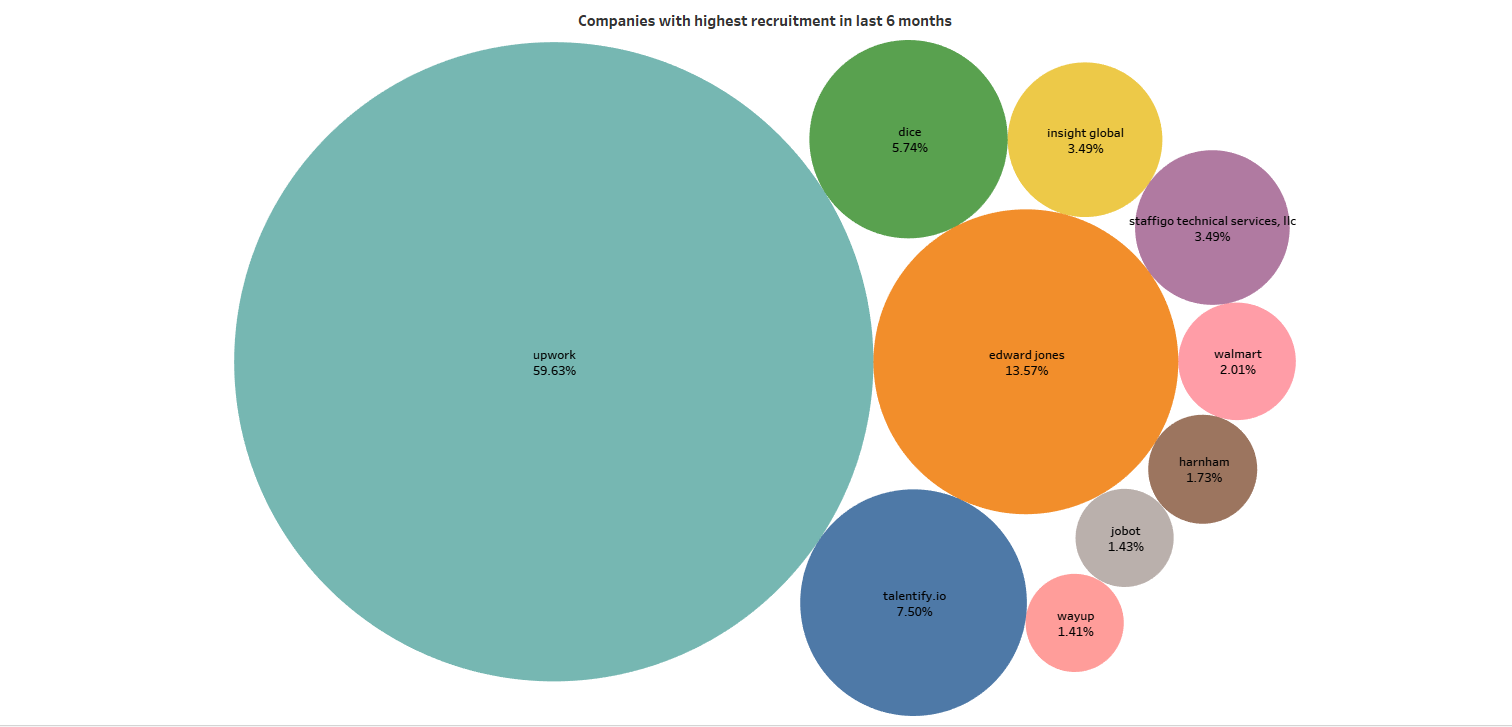 Companies with highest recruitment in last 6 months
upwork
59.63%
dice
5.74%
insight global
3.49%
staffigo technical services, llc
3.49%
edward jones
13.57%
walmart
2.01%
harnham
1.73%
jobot
1.43%
talentify.io
7.50%
wayup
1.41%